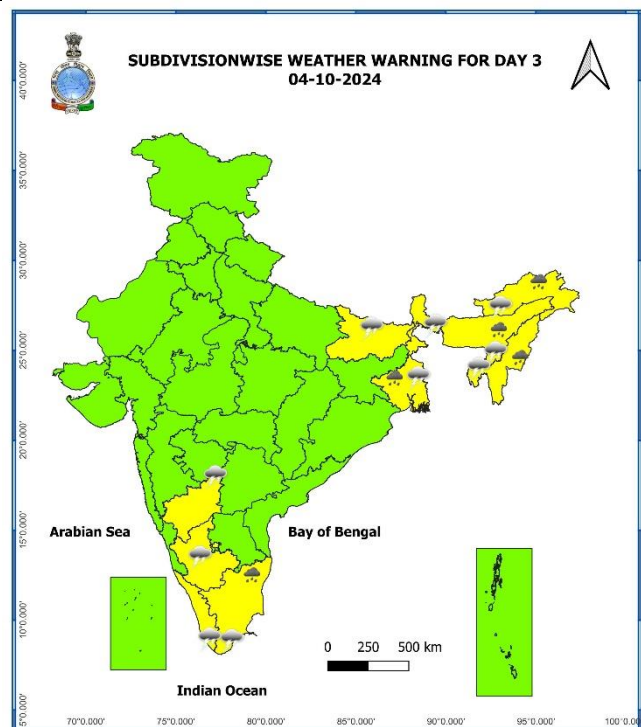 SUBDIVISIONWISE WEATHER WARNING FOR DAY 3
04-10-2024
40°0.000'
35°0.000'
30°0.000'
25°0.000'
20°0.000'
15°0.000'
10°0.000'
5°0.000'
Arabian Sea
Bay of Bengal
0 250 500 km
Indian Ocean
70°0.000' 75°0.000' 80°0.000' 85°0.000' 90°0.000' 95°0.000' 100°0.0